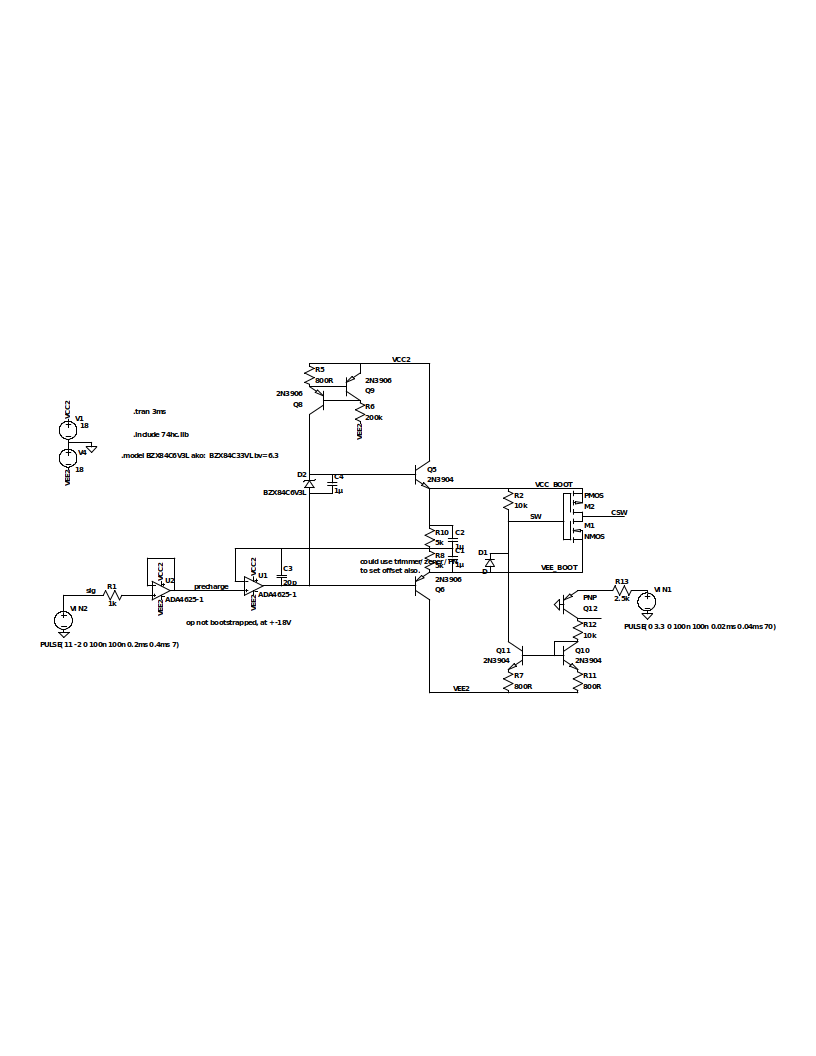 VCC2
R5
800R
2N3906
Q8
2N3906
Q9
R6
200k
VEE2
VCC2
V1
18
V4
18
VEE2
.tran 3ms
.include 74hc.lib
.model BZX84C6V3L ako: BZX84C33VL bv=6.3
D2
BZX84C6V3L
C4
1µ
Q5
2N3904
VCC_BOOT
R2
10k
PMOS
M2
SW
CSW
M1
NMOS
R10
5k
C2
1µ
C1
1µ
R8
5k
could use trimmer/zener/
to set offset also.
D1
D
VEE_BOOT
2N3906
Q6
sig
R1
1k
VCC2
U2
VEE2
ADA4625-1
precharge
VCC2
U1
VEE2
ADA4625-1
C3
20p
VIN2
PULSE(11 -2 0 100n 100n 0.2ms 0.4ms 7)
op not bootstrapped, at +-18V
PNP
Q12
R13
2.5k
VIN1
PULSE(0 3.3 0 100n 100n 0.02ms 0.04ms 70)
R12
10k
Q11
2N3904
Q10
2N3904
R7
800R
R11
800R
VEE2